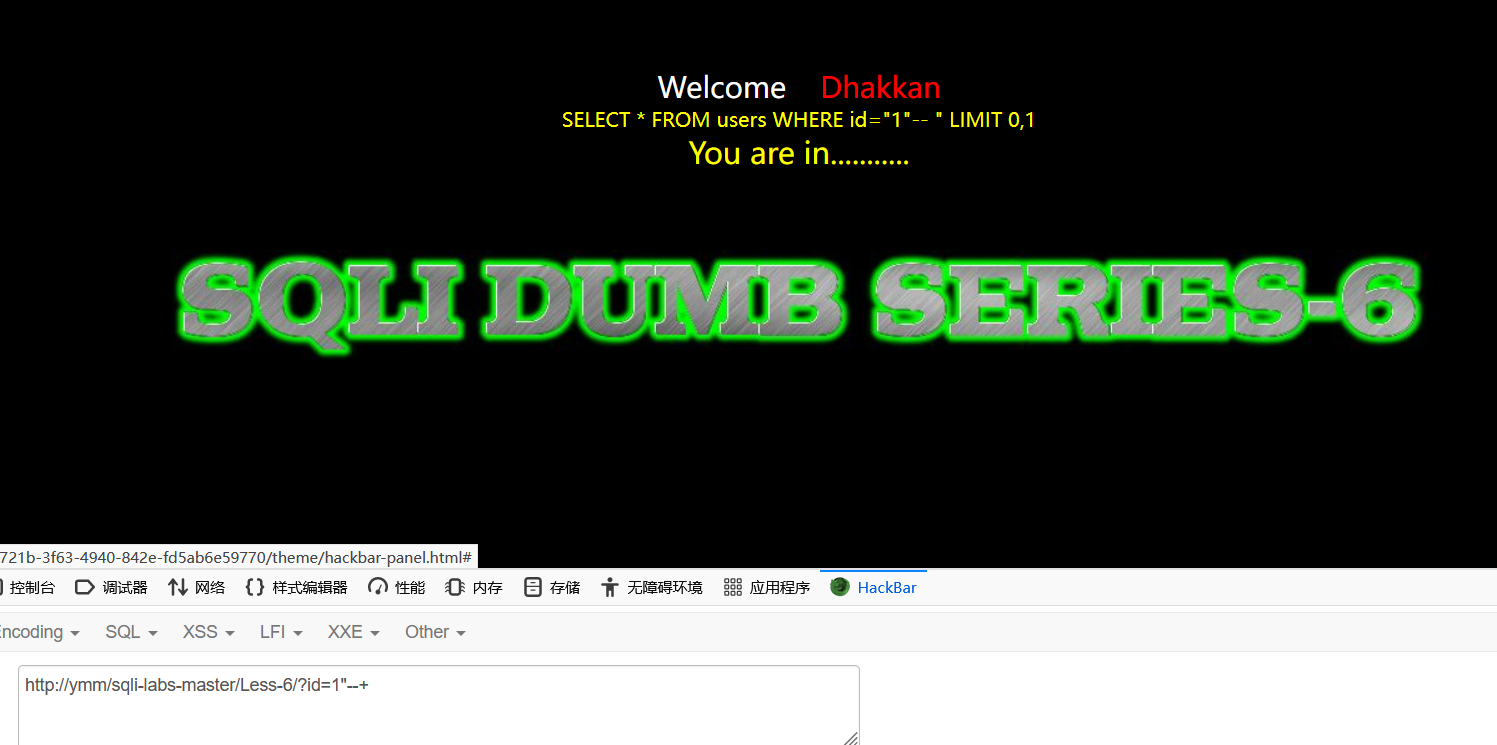 Welcome Dhakkan
SELECT * FROM users WHERE id="1"-- " LIMIT 0,1
You are in...........
SQLI DUMB SERIES-6
721b-3f63-4940-842e-fd5ab6e59770/theme/hackbar-panel.html#
控制台 调试器 网络 样式编辑器 性能 内存 存储 无障碍环境 应用程序 HackBar
Encoding SQL XSS LFI XXE Other
http://ymm/sqli-labs-master/Less-6/?id=1"--+